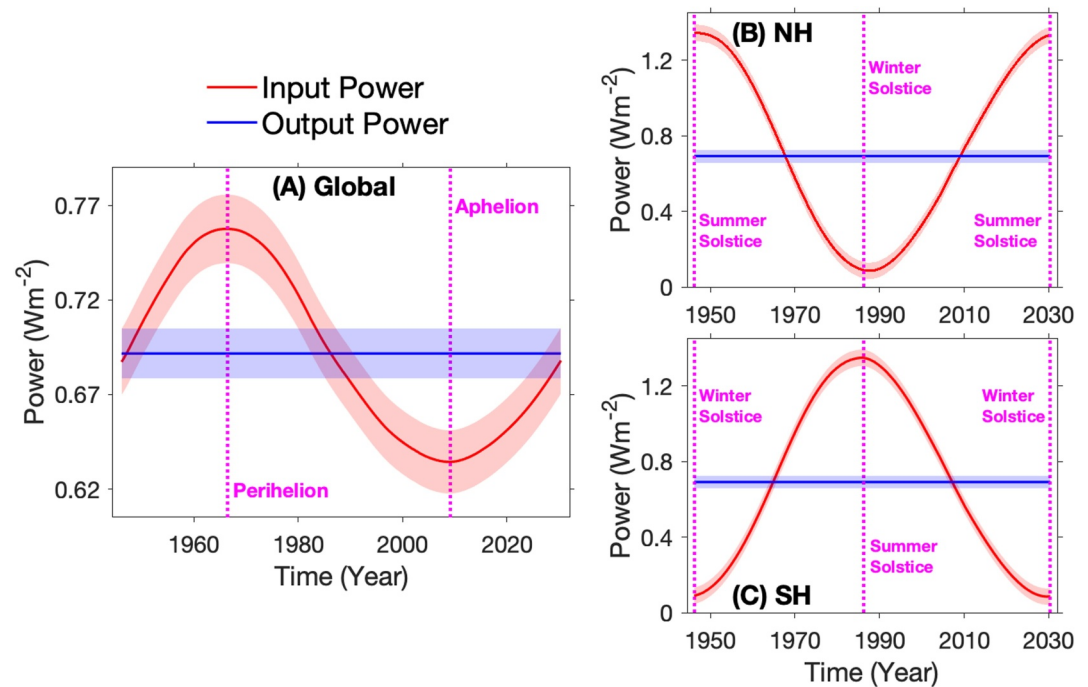 Input Power
Output Power
(A) Global
Power (Wm⁻²)
0.77
0.72
0.67
0.62
Aphelion
Perihelion
1960
1980
2000
2020
Time (Year)
(B) NH
Power (Wm⁻²)
1.2
0.8
0.4
0
Winter
Solstice
Summer
Solstice
Summer
Solstice
1950
1970
1990
2010
2030
(C) SH
Power (Wm⁻²)
1.2
0.8
0.4
0
Winter
Solstice
Winter
Solstice
Summer
Solstice
1950
1970
1990
2010
2030
Time (Year)